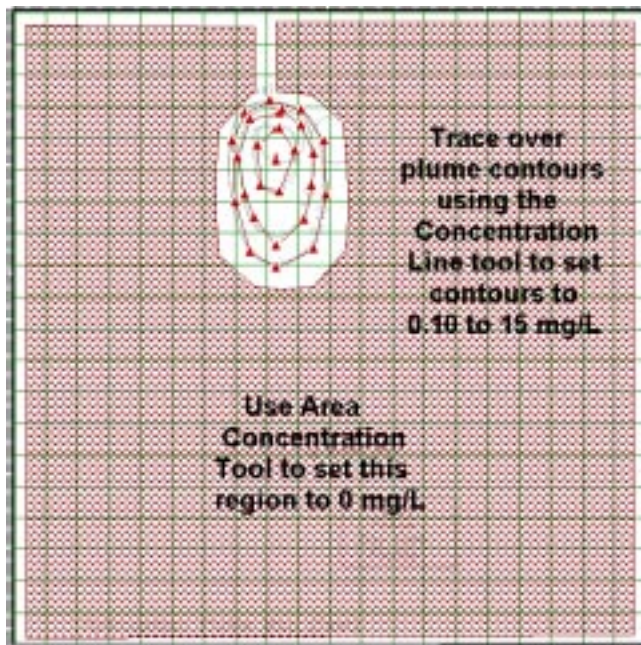 Trace over
plume contours
using the
Concentration
Line tool to set
contours to
0.10 to 15 mg/L
Use Area
Concentration
Tool to set this
region to 0 mg/L